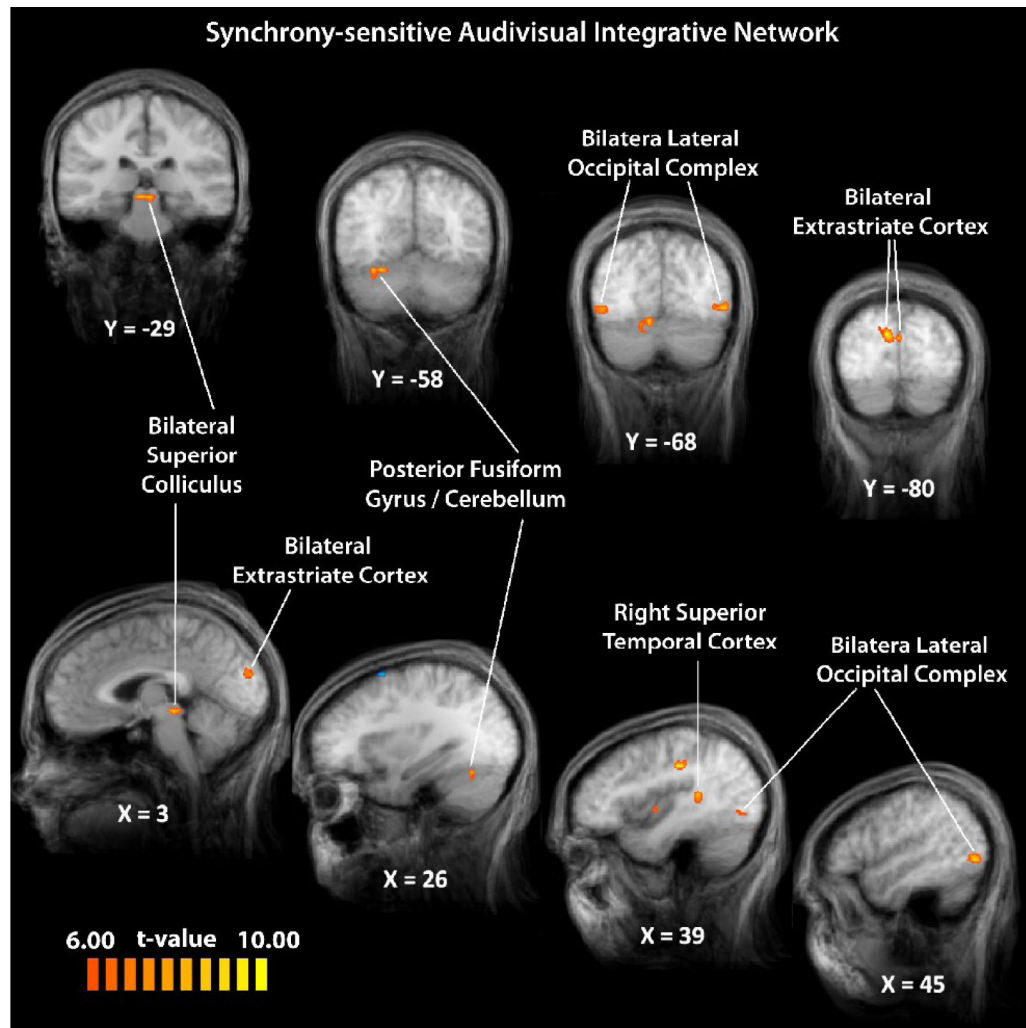 Synchrony-sensitive Audivisual Integrative Network
Bilatera Lateral
Occipital Complex
Bilateral
Extrastriate Cortex
Y = -29
Y = -58
Y = -68
Y = -80
Bilateral
Superior
Colliculus
Posterior Fusiform
Gyrus / Cerebellum
Bilateral
Extrastriate Cortex
Right Superior
Temporal Cortex
Bilatera Lateral
Occipital Complex
X = 3
X = 26
X = 39
X = 45
6.00 t-value 10.00